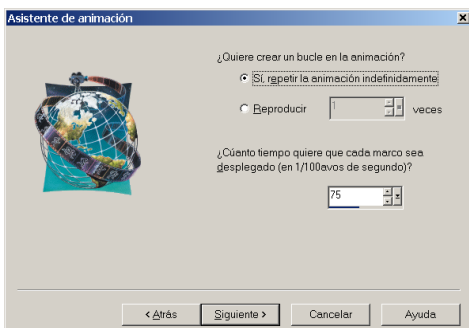 Asistente de animación
¿Quiere crear un bucle en la animación?
Sí, repetir la animación indefinidamente
Reproducir 1 veces
¿Cúanto tiempo quiere que cada marco sea
desplegado (en 1/100avos de segundo)?
75
< Atrás Siguiente > Cancelar Ayuda